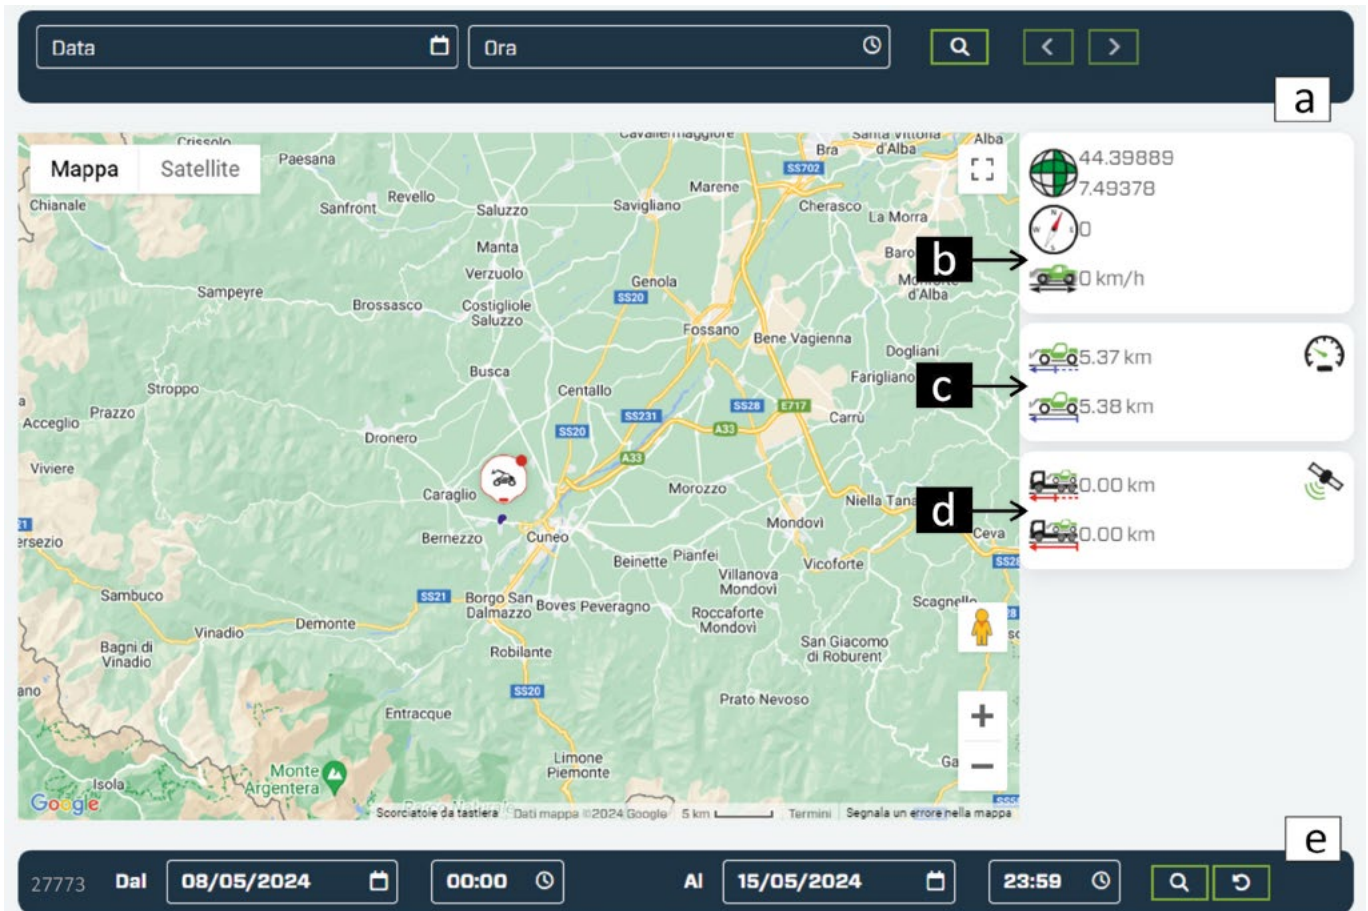 Data
Ora
a
Mappa
Satellite
Crissolo
Paesana
Cavallermaggiore
Bra
Santa Vittoria
d'Alba
Alba
SS702
Chianale
Sanfront
Revello
Saluzzo
Savigliano
Marene
Cherasco
La Morra
44.39889
7.49378
N
W
S
0
Manta
Verzuolo
b
0 km/h
d'Alba
Sampeyre
Brossasco
Costigliole
Saluzzo
Genola
SS20
Fossano
Bene Vagienna
Dogliani
5.37 km
Busca
Farigliano
Stroppo
Centallo
c
5.38 km
Prazzo
Acceglio
SS231
SS28
E717
SS20
A33
Carrù
Dronero
A33
Viviere
Caraglio
Morozzo
Niella Tana
0.00 km
d
Bernezzo
Cuneo
Mondovì
Ceva
0.00 km
Beinette
Pianfei
Vicoforte
Villanova
Mondovì
Sambuco
SS21
Borgo San
Dalmazzo
Boves
Peveragno
Roccaforte
Mondovì
Vinadio
Demonte
Bagni di
Vinadio
Robilante
San Giacomo
di Roburent
SS20
Prato Nevoso
Entracque
Limone
Piemonte
Monte
Argentera
Isola
Google
Scorciatoie da tastiera
Dati mappa ©2024 Google
5 km
Termini
Segnala un errore nella mappa
e
27773 Dal 08/05/2024 00:00 Al 15/05/2024 23:59